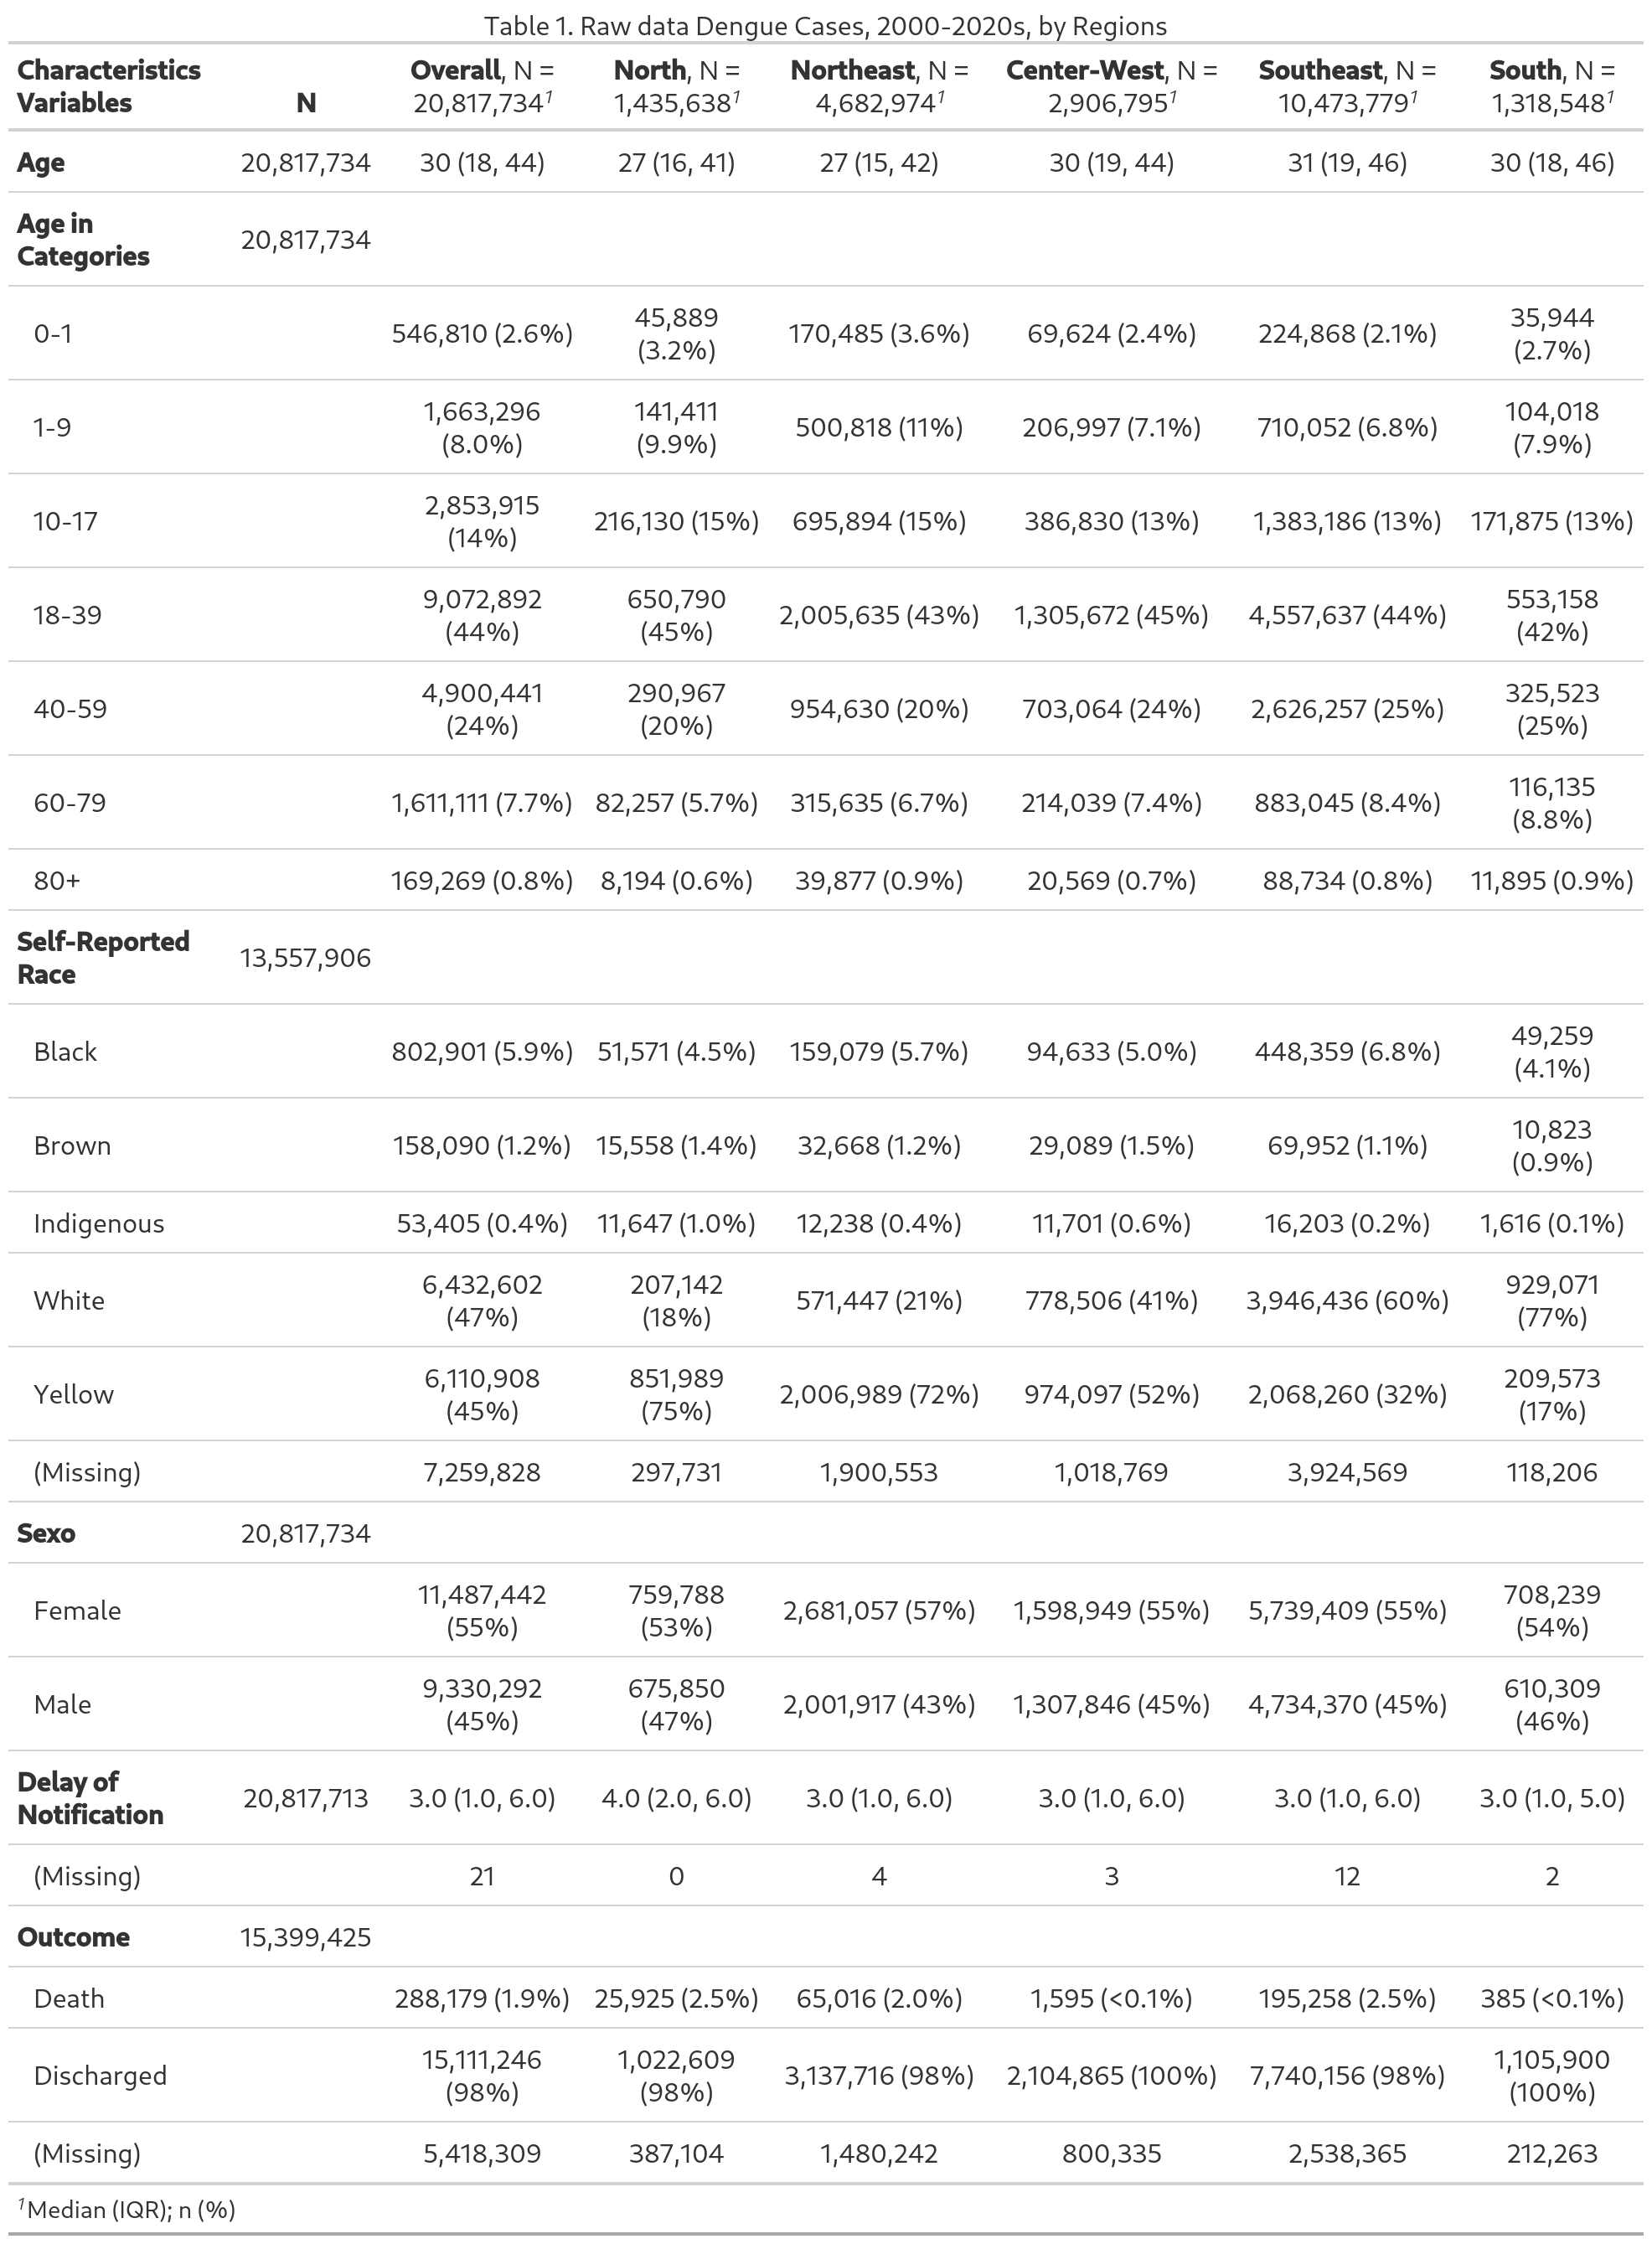 Table 1. Raw data Dengue Cases, 2000-2020s, by Regions
Characteristics Variables N Overall, N = 20,817,734¹ North, N = 1,435,638¹ Northeast, N = 4,682,974¹ Center-West, N = 2,906,795¹ Southeast, N = 10,473,779¹ South, N = 1,318,548¹
Age 20,817,734 30 (18, 44) 27 (16, 41) 27 (15, 42) 30 (19, 44) 31 (19, 46) 30 (18, 46)
Age in Categories 20,817,734
0-1 546,810 (2.6%) 45,889 (3.2%) 170,485 (3.6%) 69,624 (2.4%) 224,868 (2.1%) 35,944 (2.7%)
1-9 1,663,296 (8.0%) 141,411 (9.9%) 500,818 (11%) 206,997 (7.1%) 710,052 (6.8%) 104,018 (7.9%)
10-17 2,853,915 (14%) 216,130 (15%) 695,894 (15%) 386,830 (13%) 1,383,186 (13%) 171,875 (13%)
18-39 9,072,892 (44%) 650,790 (45%) 2,005,635 (43%) 1,305,672 (45%) 4,557,637 (44%) 553,158 (42%)
40-59 4,900,441 (24%) 290,967 (20%) 954,630 (20%) 703,064 (24%) 2,626,257 (25%) 325,523 (25%)
60-79 1,611,111 (7.7%) 82,257 (5.7%) 315,635 (6.7%) 214,039 (7.4%) 883,045 (8.4%) 116,135 (8.8%)
80+ 169,269 (0.8%) 8,194 (0.6%) 39,877 (0.9%) 20,569 (0.7%) 88,734 (0.8%) 11,895 (0.9%)
Self-Reported Race 13,557,906
Black 802,901 (5.9%) 51,571 (4.5%) 159,079 (5.7%) 94,633 (5.0%) 448,359 (6.8%) 49,259 (4.1%)
Brown 158,090 (1.2%) 15,558 (1.4%) 32,668 (1.2%) 29,089 (1.5%) 69,952 (1.1%) 10,823 (0.9%)
Indigenous 53,405 (0.4%) 11,647 (1.0%) 12,238 (0.4%) 11,701 (0.6%) 16,203 (0.2%) 1,616 (0.1%)
White 6,432,602 (47%) 207,142 (18%) 571,447 (21%) 778,506 (41%) 3,946,436 (60%) 929,071 (77%)
Yellow 6,110,908 (45%) 851,989 (75%) 2,006,989 (72%) 974,097 (52%) 2,068,260 (32%) 209,573 (17%)
(Missing) 7,259,828 297,731 1,900,553 1,018,769 3,924,569 118,206
Sexo 20,817,734
Female 11,487,442 (55%) 759,788 (53%) 2,681,057 (57%) 1,598,949 (55%) 5,739,409 (55%) 708,239 (54%)
Male 9,330,292 (45%) 675,850 (47%) 2,001,917 (43%) 1,307,846 (45%) 4,734,370 (45%) 610,309 (46%)
Delay of Notification 20,817,713 3.0 (1.0, 6.0) 4.0 (2.0, 6.0) 3.0 (1.0, 6.0) 3.0 (1.0, 6.0) 3.0 (1.0, 6.0) 3.0 (1.0, 5.0)
(Missing) 21 0 4 3 12 2
Outcome 15,399,425
Death 288,179 (1.9%) 25,925 (2.5%) 65,016 (2.0%) 1,595 (<0.1%) 195,258 (2.5%) 385 (<0.1%)
Discharged 15,111,246 (98%) 1,022,609 (98%) 3,137,716 (98%) 2,104,865 (100%) 7,740,156 (98%) 1,105,900 (100%)
(Missing) 5,418,309 387,104 1,480,242 800,335 2,538,365 212,263
¹Median (IQR); n (%)